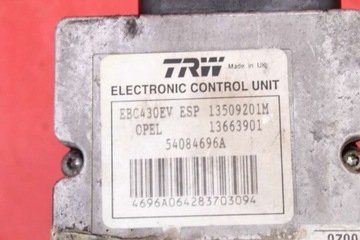 TRW Made in UK
ELECTRONIC CONTROL UNIT
EBC430EV ESP 13509201M
OPEL 13663901
54084696A
4696A064283703094